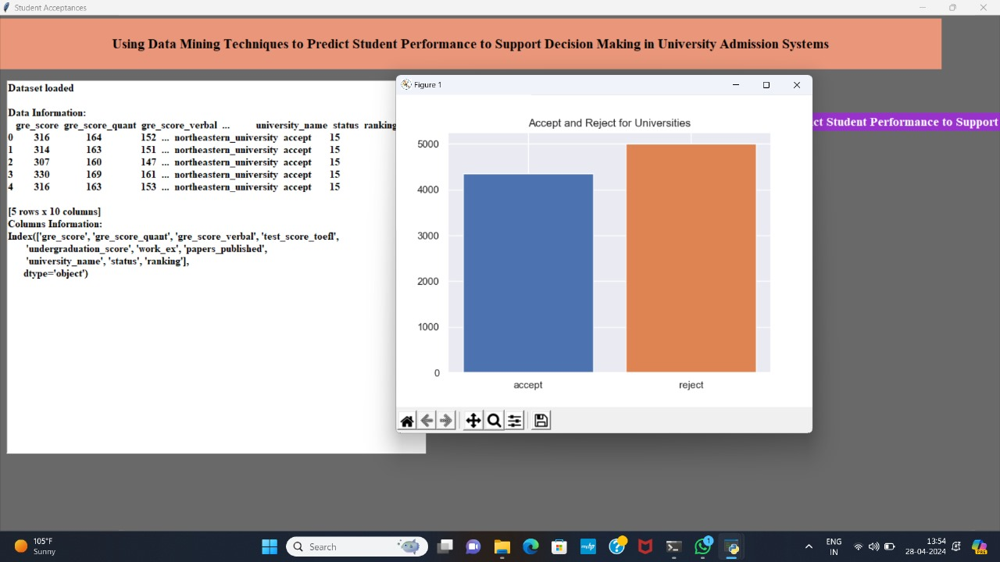 Student Acceptances
Using Data Mining Techniques to Predict Student Performance to Support Decision Making in University Admission Systems
Dataset loaded
Data Information:
gre_score gre_score_quant gre_score_verbal ... university_name status ranking
0 316 164 152 ... northeastern_university accept 15
1 314 163 151 ... northeastern_university accept 15
2 307 160 147 ... northeastern_university accept 15
3 330 169 161 ... northeastern_university accept 15
4 316 163 153 ... northeastern_university accept 15
[5 rows x 10 columns]
Columns Information:
Index(['gre_score', 'gre_score_quant', 'gre_score_verbal', 'test_score_toefl',
'undergraduation_score', 'work_ex', 'papers_published',
'university_name', 'status', 'ranking'],
dtype='object')
Figure 1
Accept and Reject for Universities
5000
4000
3000
2000
1000
0
accept reject
ct Student Performance to Support
105°F
Sunny
Search
myhp
1
ENG
IN
13:54
28-04-2024
PRE